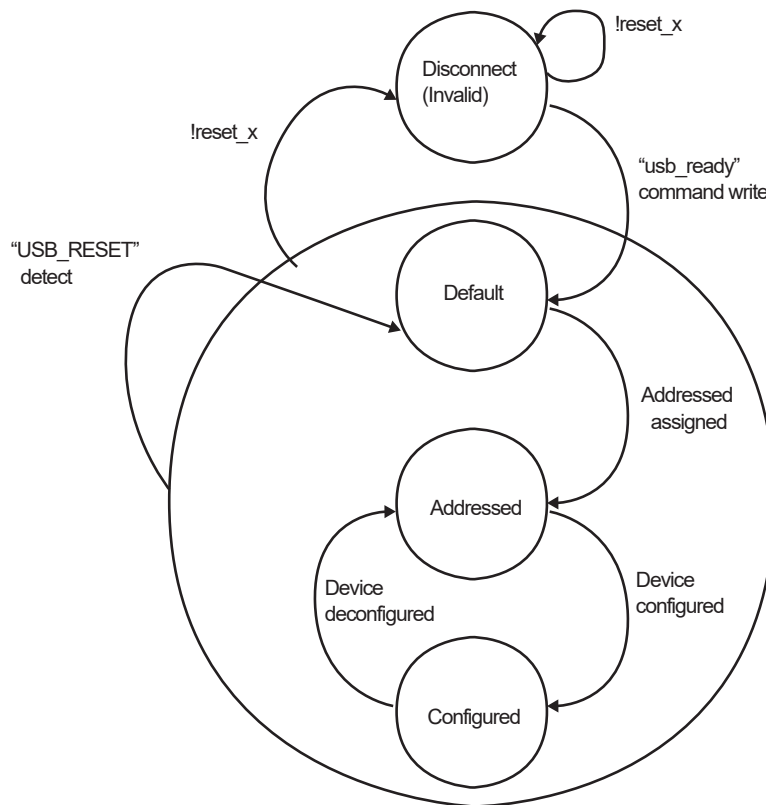 !reset_x
Disconnect
(Invalid)
!reset_x
“usb_ready”
command write
“USB_RESET”
detect
Default
Addressed
assigned
Addressed
Device
deconfigured
Device
configured
Configured